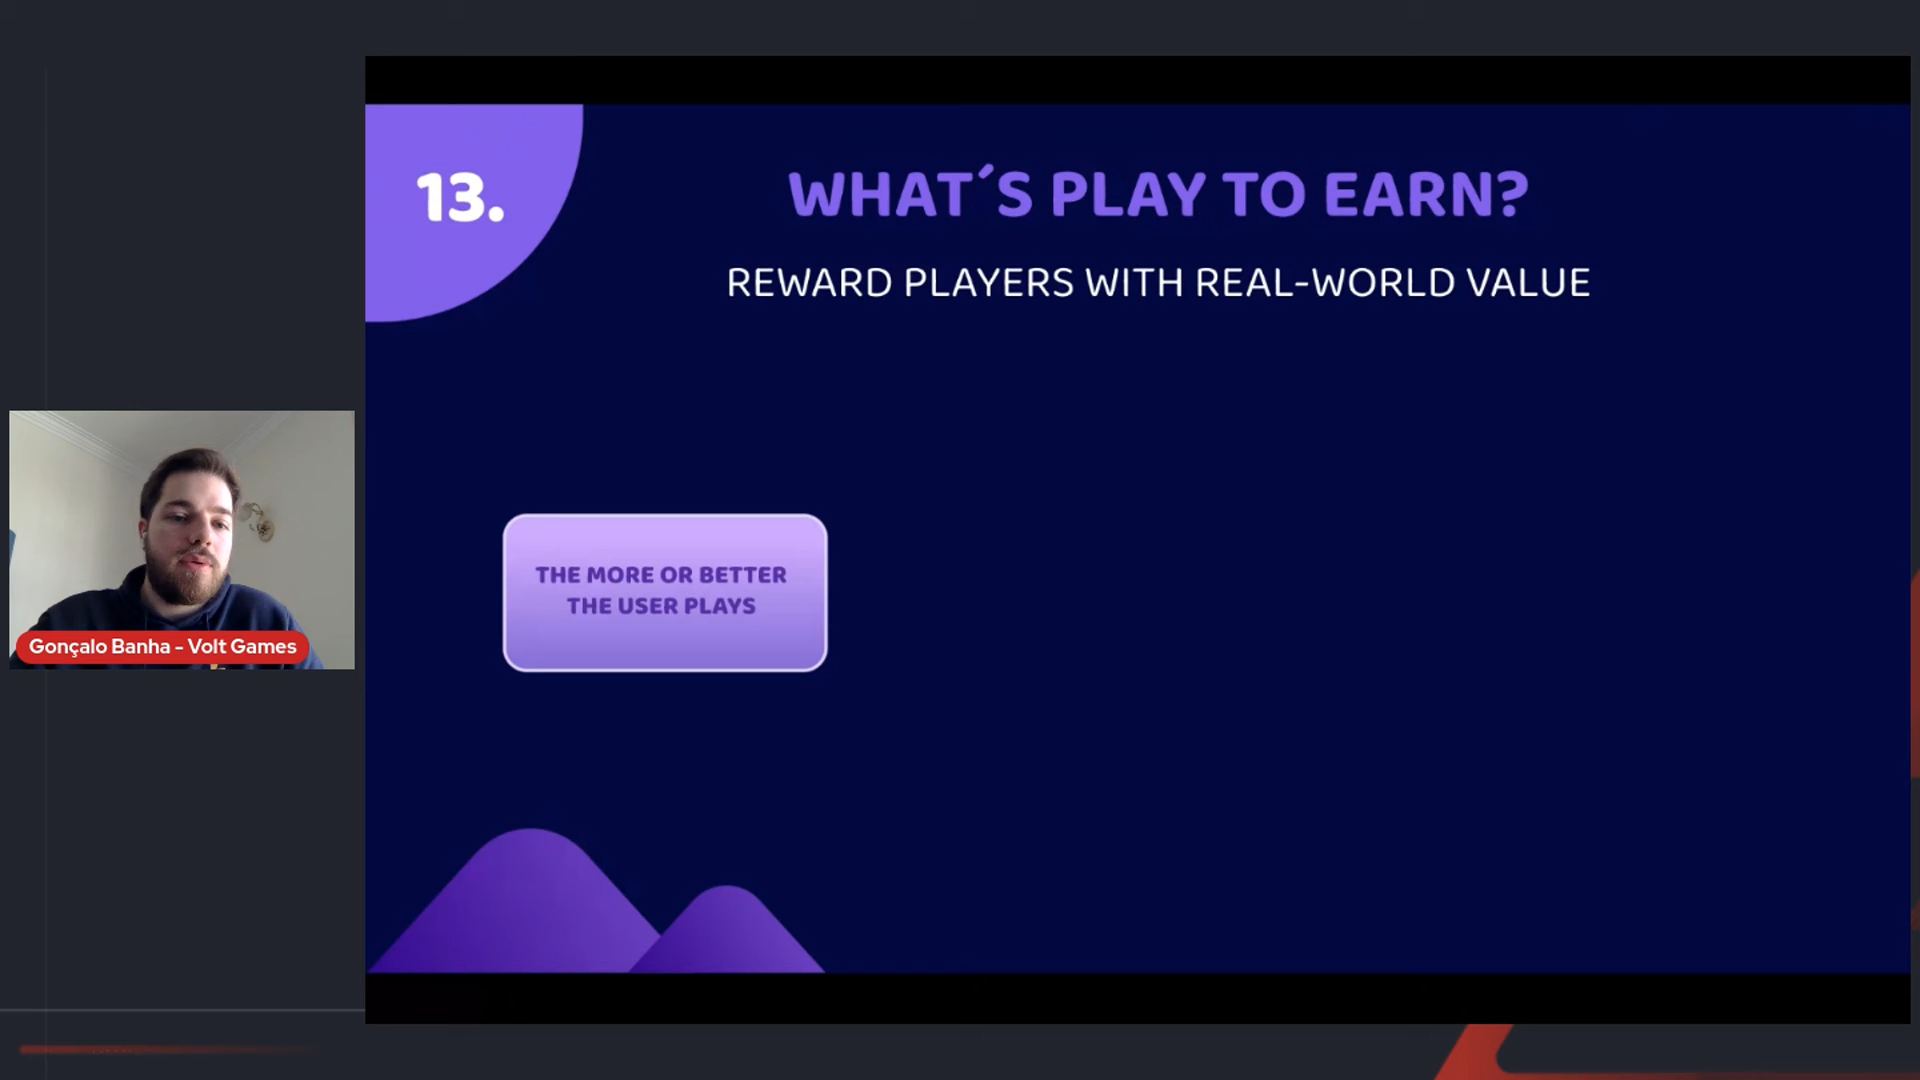 13.
WHAT´S PLAY TO EARN?
REWARD PLAYERS WITH REAL-WORLD VALUE
THE MORE OR BETTER
THE USER PLAYS
Gonçalo Banha - Volt Games